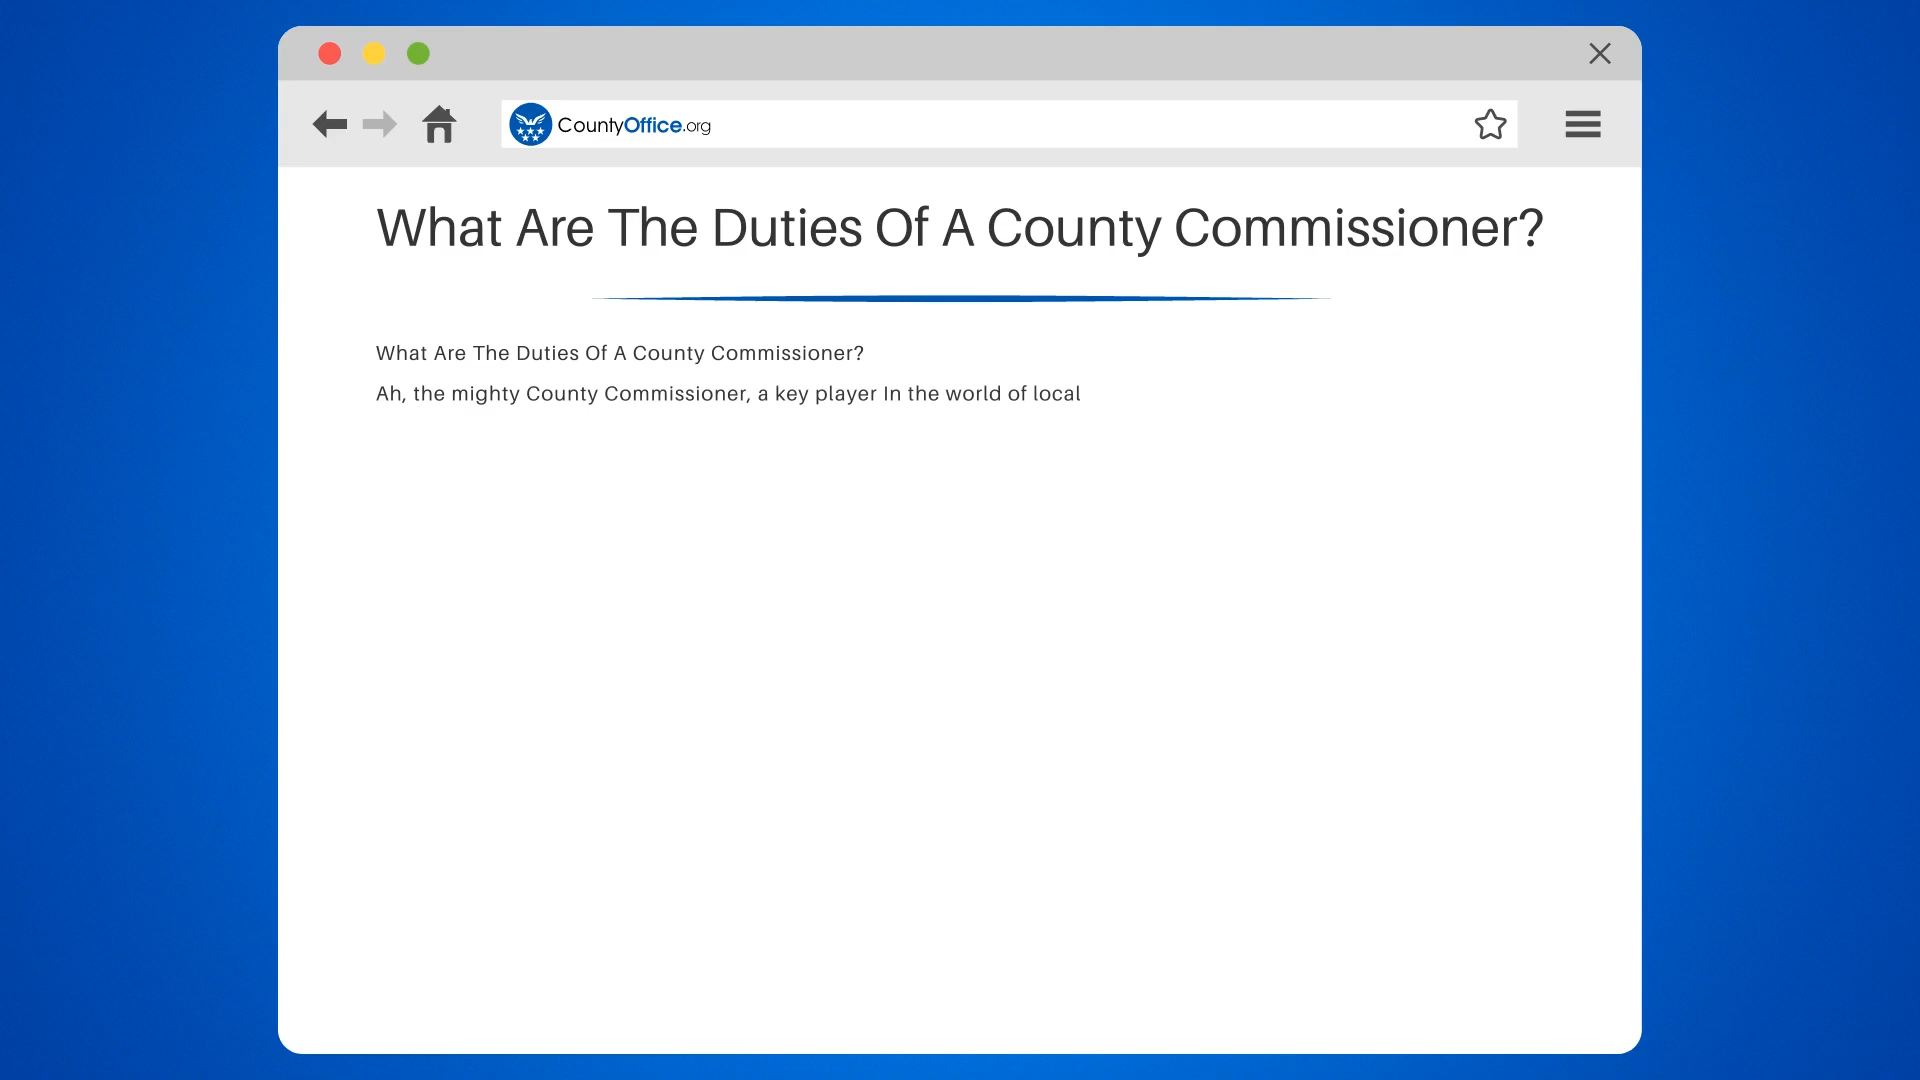 CountyOffice.org
What Are The Duties Of A County Commissioner?
What Are The Duties Of A County Commissioner?
Ah, the mighty County Commissioner, a key player In the world of local